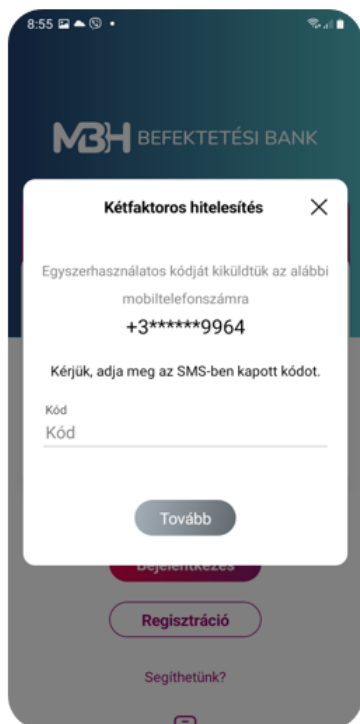 8:55
MBH BEFEKTETÉSI BANK
Kétfaktoros hitelesítés
Egyszerhasználatos kódját kiküldtük az alábbi
mobiltelefonszámra
+3******9964
Kérjük, adja meg az SMS-ben kapott kódot.
Kód
Kód
Tovább
Bejelentkezés
Regisztráció
Segíthetünk?